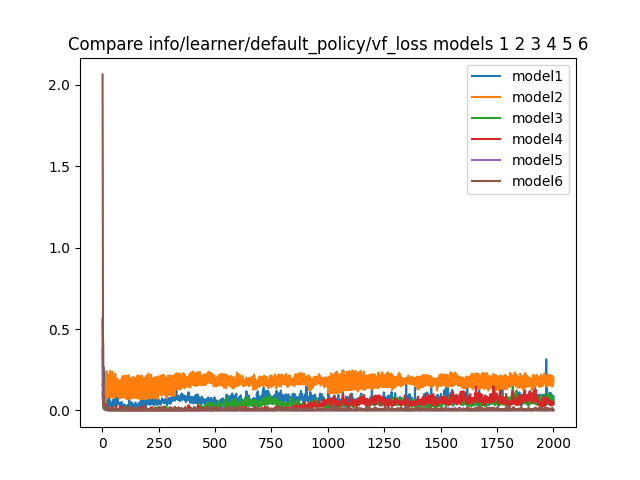 Compare info/learner/default_policy/vf_loss models 1 2 3 4 5 6
model1
model2
model3
model4
model5
model6
2.0
1.5
1.0
0.5
0.0
0 250 500 750 1000 1250 1500 1750 2000